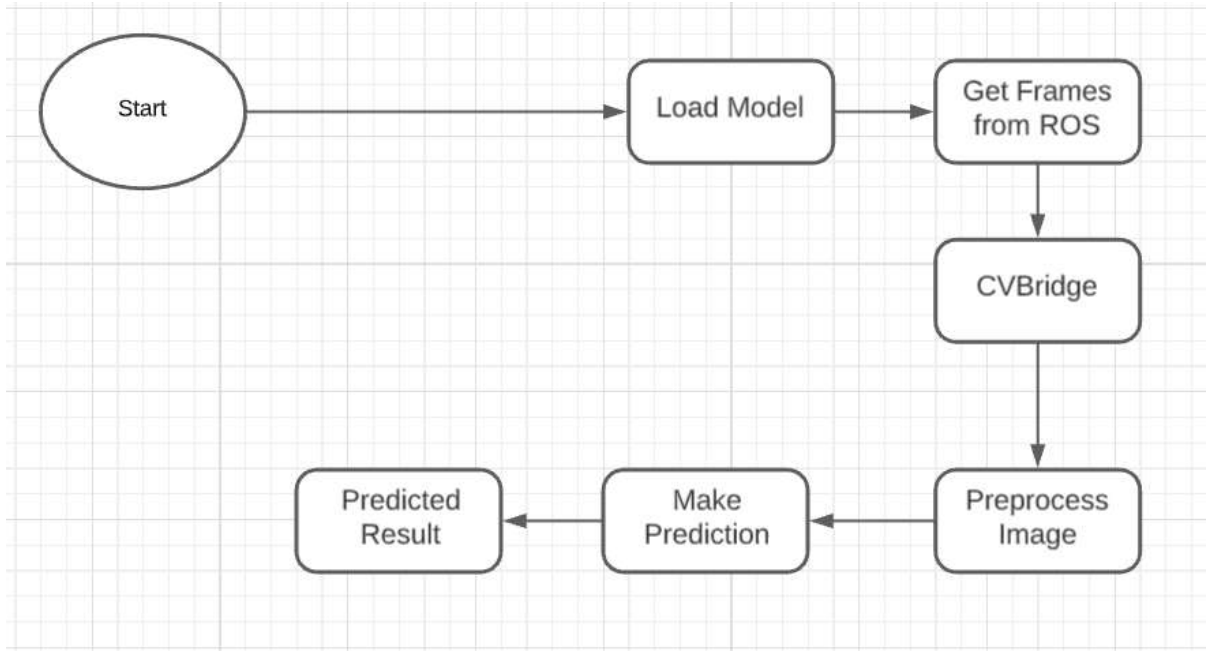 Start
Load Model
Get Frames
from ROS
CVBridge
Preprocess
Image
Make
Prediction
Predicted
Result